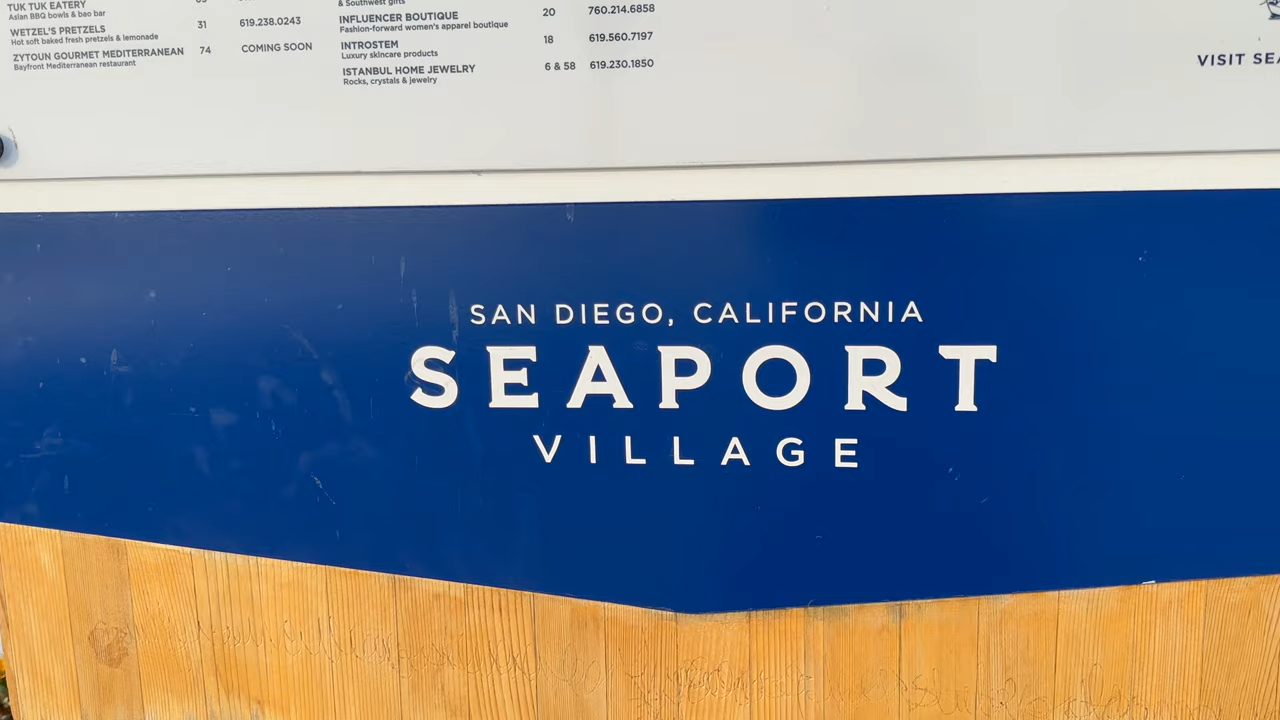 TUK TUK EATERY
Asian BBQ bowls & bao bar
WETZEL'S PRETZELS 31 619.238.0243
Hot soft baked fresh pretzels & lemonade
ZYTOUN GOURMET MEDITERRANEAN 74 COMING SOON
Bayfront Mediterranean restaurant
& Southwest gifts
INFLUENCER BOUTIQUE 20 760.214.6858
Fashion-forward women's apparel boutique
INTROSTEM 18 619.560.7197
Luxury skincare products
ISTANBUL HOME JEWELRY 6 & 58 619.230.1850
Rocks, crystals & jewelry
VISIT SEA
SAN DIEGO, CALIFORNIA
SEAPORT
VILLAGE